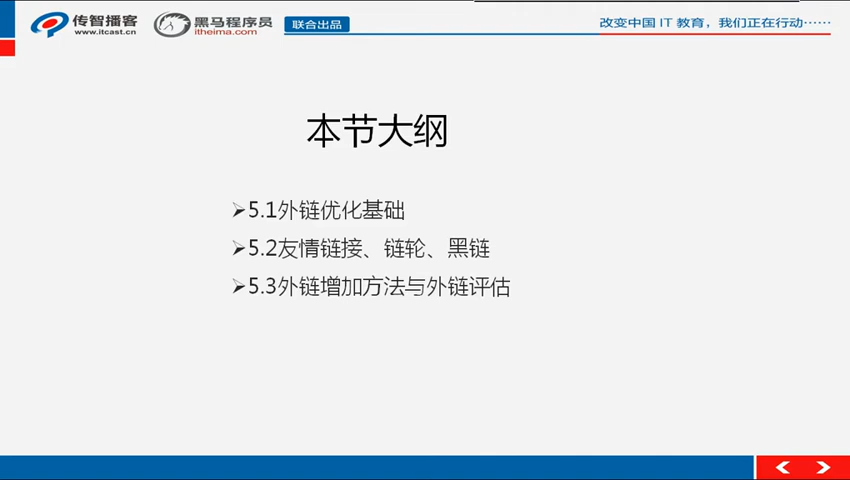 传智播客
www.itcast.cn
黑马程序员
itheima.com
联合出品
改变中国 IT 教育，我们正在行动……
本节大纲
5.1外链优化基础
5.2友情链接、链轮、黑链
5.3外链增加方法与外链评估